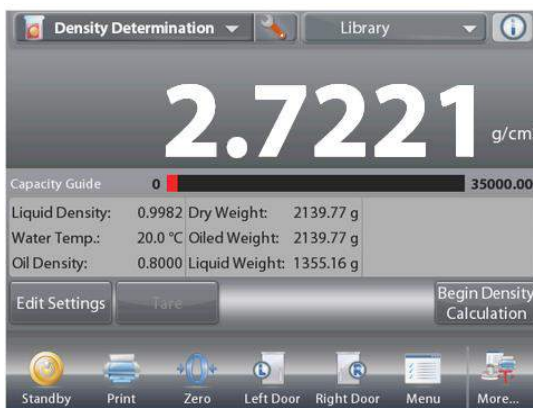 Density Determination Library
2.7221 g/cm
Capacity Guide 0 35000.00
Liquid Density: 0.9982 Dry Weight: 2139.77 g
Water Temp.: 20.0 °C Oiled Weight: 2139.77 g
Oil Density: 0.8000 Liquid Weight: 1355.16 g
Edit Settings Tare Begin Density
Calculation
L R
Standby Print Zero Left Door Right Door Menu More...